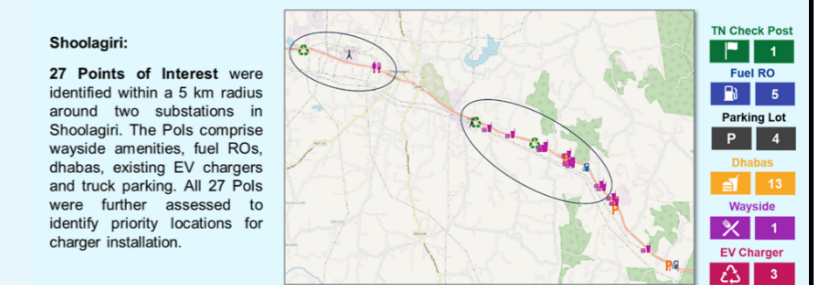 Shoolagiri:
27 Points of Interest were
identified within a 5 km radius
around two substations in
Shoolagiri. The PoIs comprise
wayside amenities, fuel ROs,
dhabas, existing EV chargers
and truck parking. All 27 PoIs
were further assessed to
identify priority locations for
charger installation.
TN Check Post
1
Fuel RO
5
Parking Lot
P 4
Dhabas
13
Wayside
1
EV Charger
3
P
P